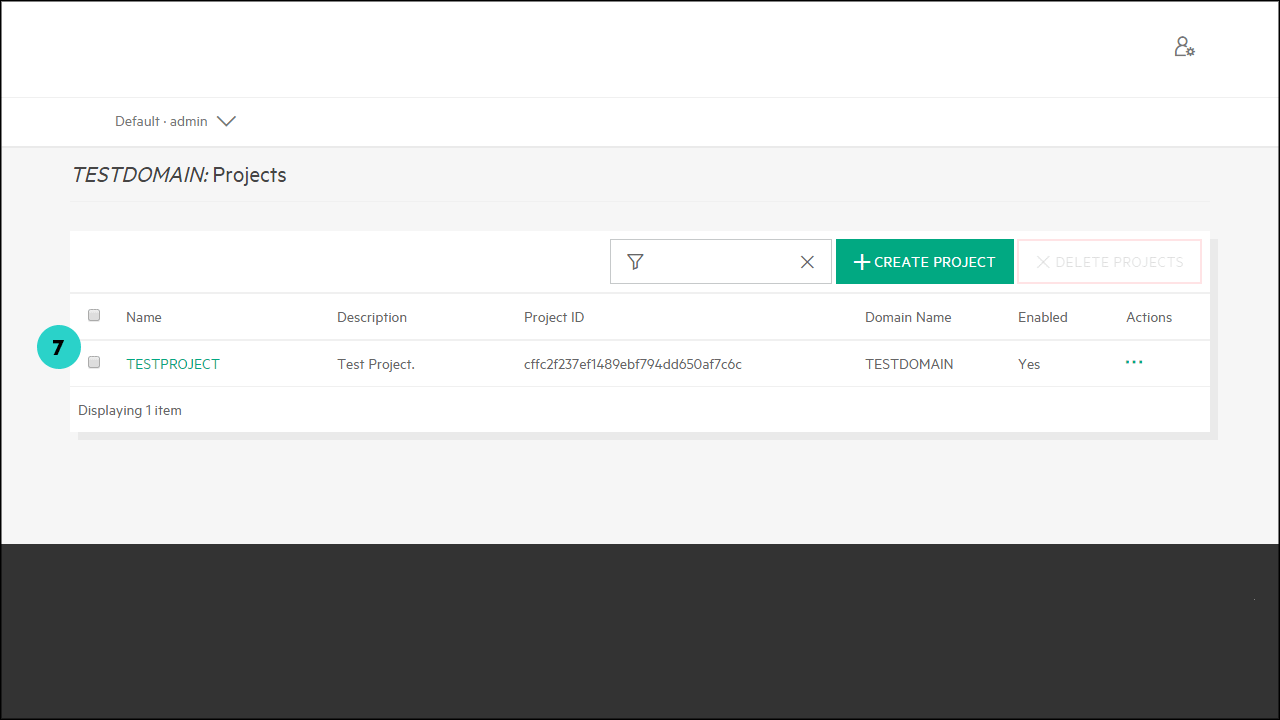 Default · admin
TESTDOMAIN: Projects
CREATE PROJECT
DELETE PROJECTS
Name Description Project ID Domain Name Enabled Actions
7
TESTPROJECT Test Project. cffc2f237ef1489ebf794dd650af7c6c TESTDOMAIN Yes
Displaying 1 item